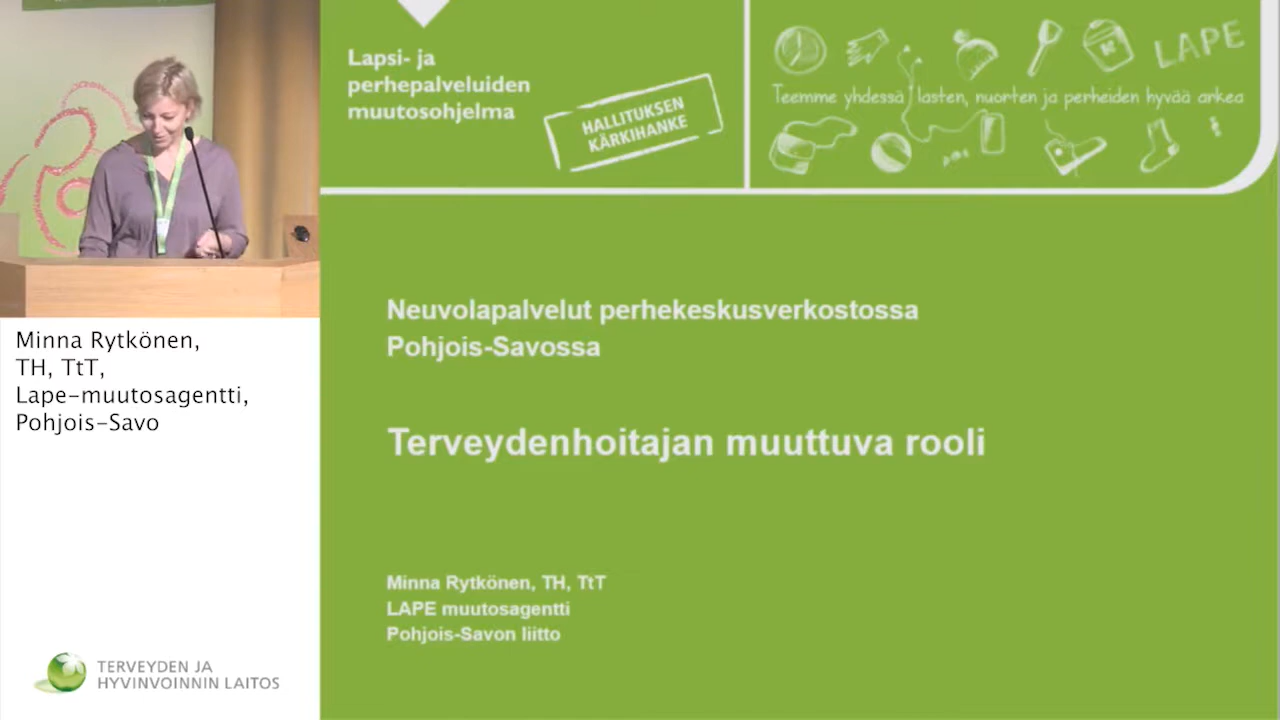 Lapsi- ja
perhepalveluiden
muutosohjelma
HALLITUKSEN
KÄRKIHANKE
LAPE
Teemme yhdessä lasten, nuorten ja perheiden hyvää arkea
Neuvolapalvelut perhekeskusverkostossa
Pohjois-Savossa
Terveydenhoitajan muuttuva rooli
Minna Rytkönen, TH, TtT
LAPE muutosagentti
Pohjois-Savon liitto
Minna Rytkönen,
TH, TtT,
Lape-muutosagentti,
Pohjois-Savo
TERVEYDEN JA
HYVINVOINNIN LAITOS